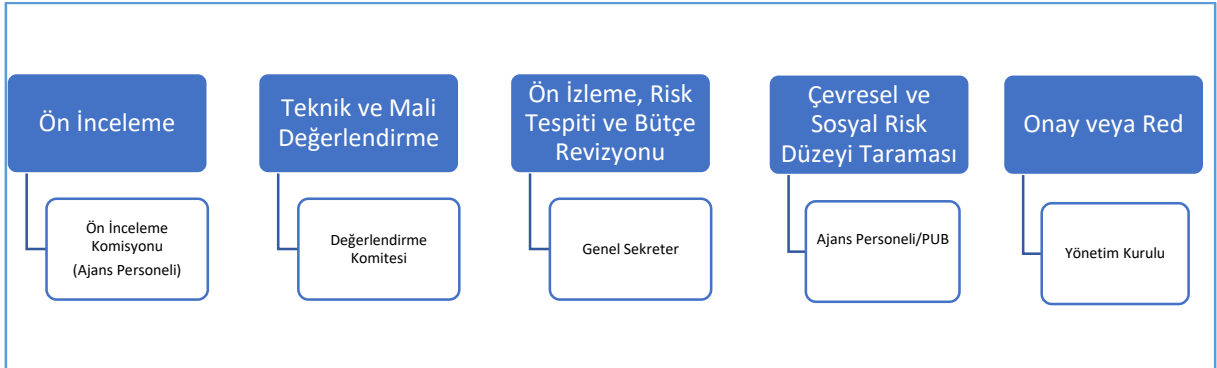 Ön İnceleme
Ön İnceleme
Komisyonu
(Ajans Personeli)
Teknik ve Mali
Değerlendirme
Değerlendirme
Komitesi
Ön İzleme, Risk
Tespiti ve Bütçe
Revizyonu
Genel Sekreter
Çevresel ve
Sosyal Risk
Düzeyi Taraması
Ajans Personeli/PUB
Onay veya Red
Yönetim Kurulu